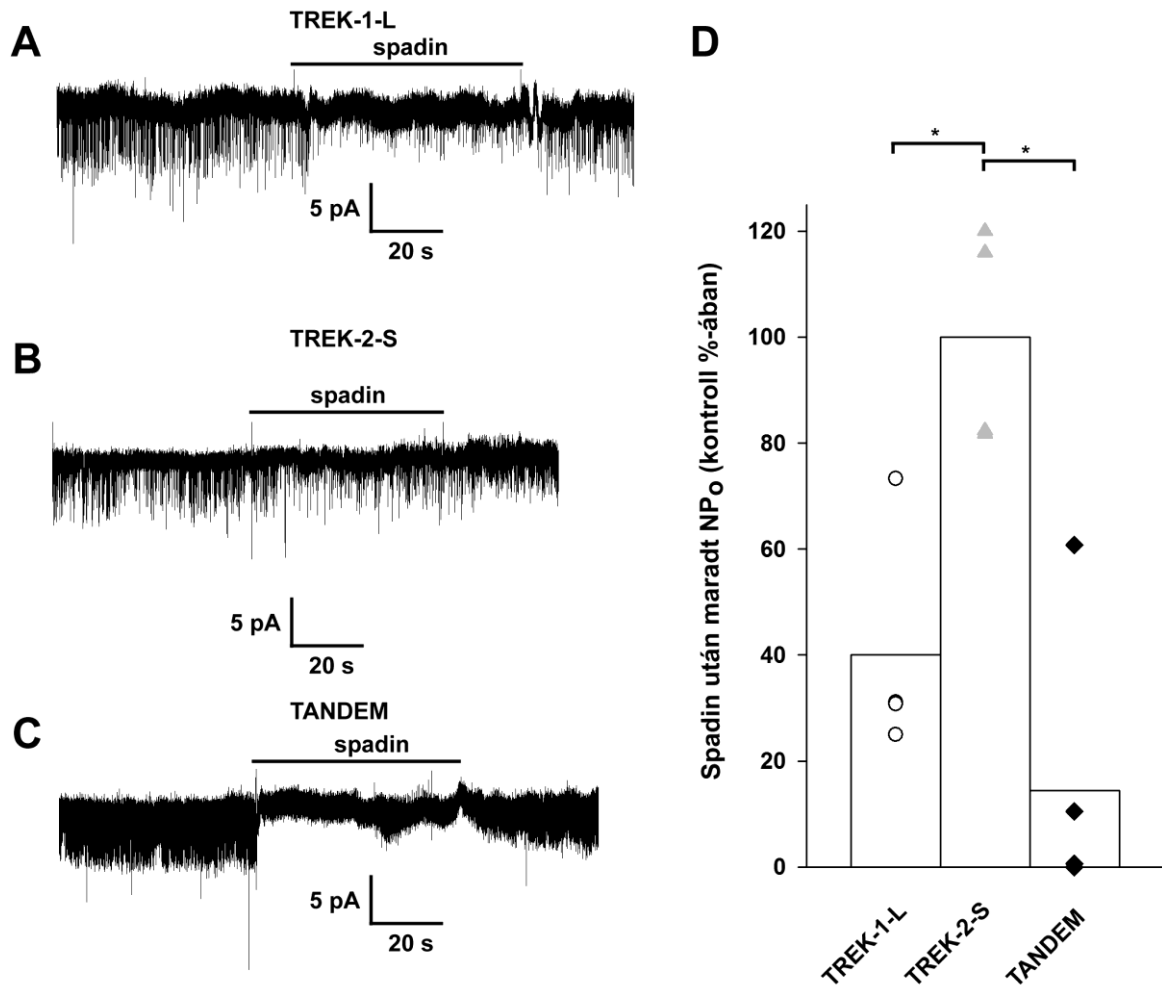 A
TREK-1-L
spadin
5 pA
20 s
B
TREK-2-S
spadin
5 pA
20 s
C
TANDEM
spadin
5 pA
20 s
D
*
*
Spadin után maradt NPO (kontroll %-ában)
120
100
80
60
40
20
0
TREK-1-L
TREK-2-S
TANDEM